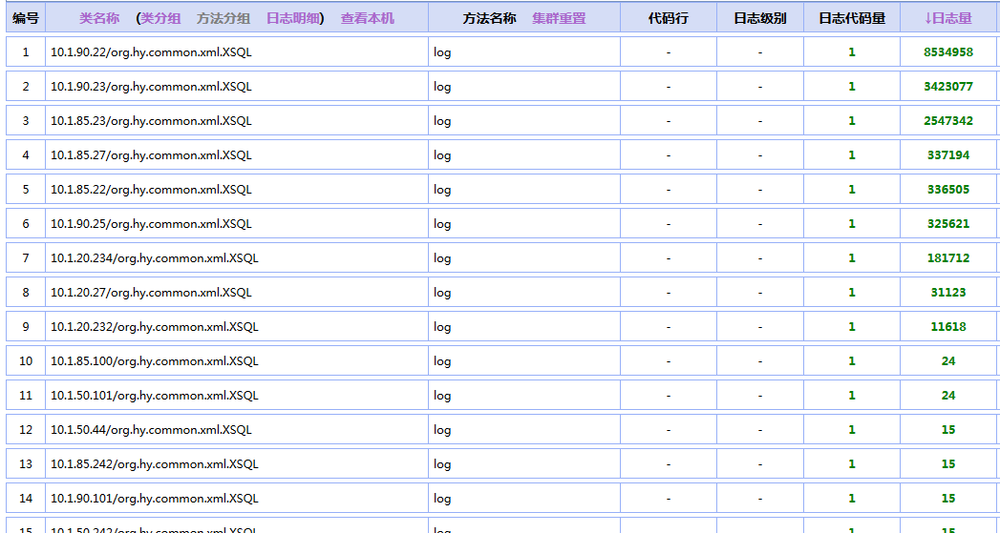 编号 类名称 (类分组 方法分组 日志明细) 查看本机 方法名称 集群重置 代码行 日志级别 日志代码量 ↓日志量
1 10.1.90.22/org.hy.common.xml.XSQL log - - 1 8534958
2 10.1.90.23/org.hy.common.xml.XSQL log - - 1 3423077
3 10.1.85.23/org.hy.common.xml.XSQL log - - 1 2547342
4 10.1.85.27/org.hy.common.xml.XSQL log - - 1 337194
5 10.1.85.22/org.hy.common.xml.XSQL log - - 1 336505
6 10.1.90.25/org.hy.common.xml.XSQL log - - 1 325621
7 10.1.20.234/org.hy.common.xml.XSQL log - - 1 181712
8 10.1.20.27/org.hy.common.xml.XSQL log - - 1 31123
9 10.1.20.232/org.hy.common.xml.XSQL log - - 1 11618
10 10.1.85.100/org.hy.common.xml.XSQL log - - 1 24
11 10.1.50.101/org.hy.common.xml.XSQL log - - 1 24
12 10.1.50.44/org.hy.common.xml.XSQL log - - 1 15
13 10.1.85.242/org.hy.common.xml.XSQL log - - 1 15
14 10.1.90.101/org.hy.common.xml.XSQL log - - 1 15
15 10.1.50.242/org.hy.common.xml.XSQL log - - 1 15